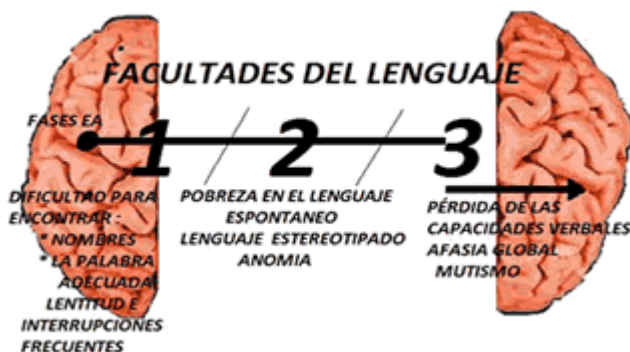 FACULTADES DEL LENGUAJE
FASES EA
1 2 3
DIFICULTAD PARA
ENCONTRAR :
* NOMBRES
* LA PALABRA
ADECUADA
LENTITUD E
INTERRUPCIONES
FRECUENTES
POBREZA EN EL LENGUAJE
ESPONTANEO
LENGUAJE ESTEREOTIPADO
ANOMIA
PÉRDIDA DE LAS
CAPACIDADES VERBALES
AFASIA GLOBAL
MUTISMO